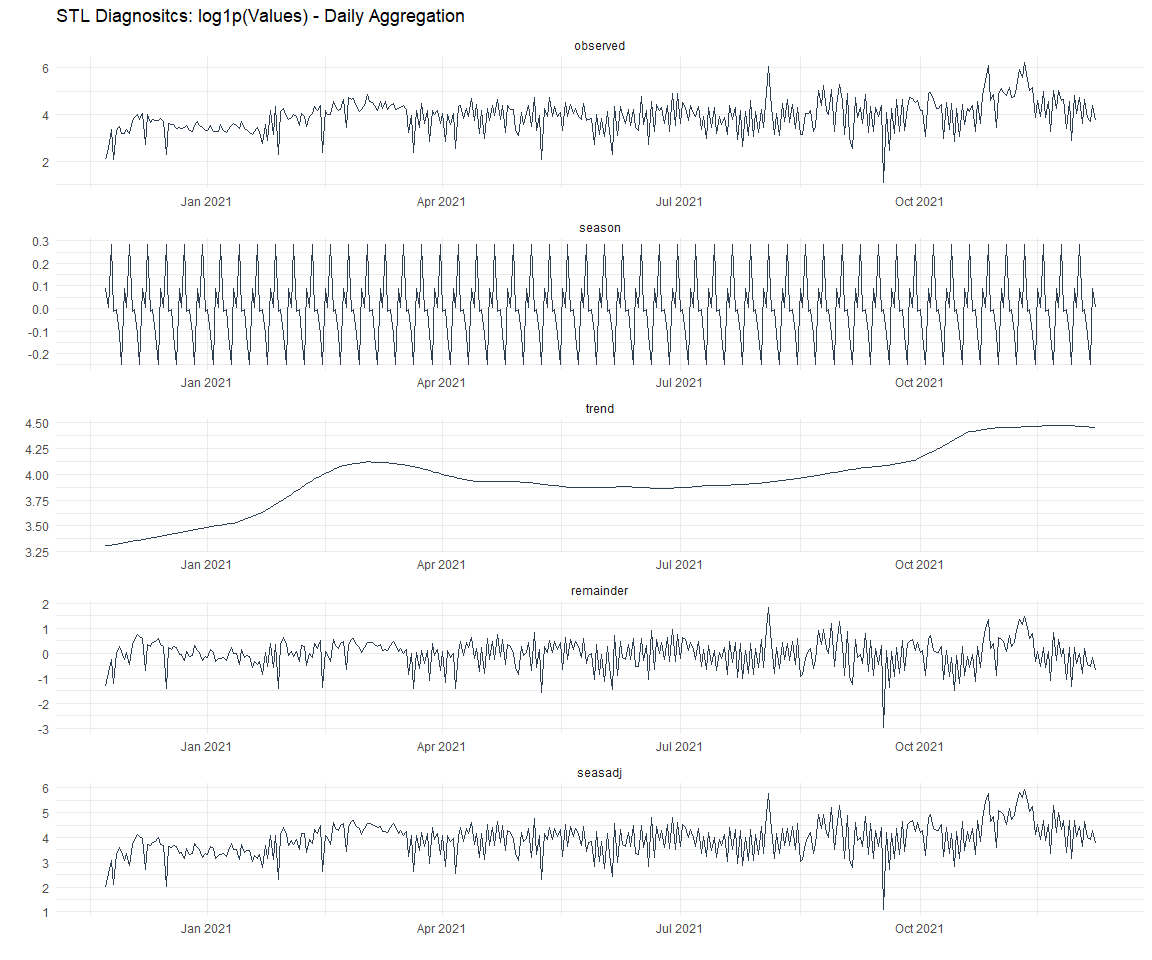 STL Diagnositcs: log1p(Values) - Daily Aggregation
observed
6
4
2
Jan 2021 Apr 2021 Jul 2021 Oct 2021
season
0.3
0.2
0.1
0.0
-0.1
-0.2
Jan 2021 Apr 2021 Jul 2021 Oct 2021
trend
4.50
4.25
4.00
3.75
3.50
3.25
Jan 2021 Apr 2021 Jul 2021 Oct 2021
remainder
2
1
0
-1
-2
-3
Jan 2021 Apr 2021 Jul 2021 Oct 2021
seasadj
6
5
4
3
2
1
Jan 2021 Apr 2021 Jul 2021 Oct 2021